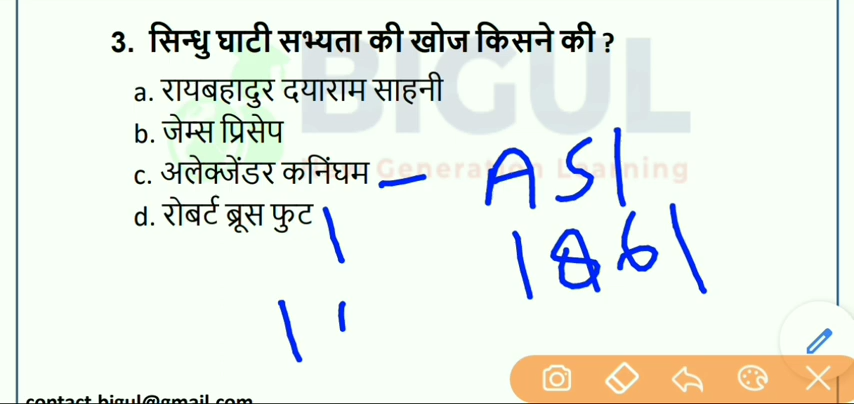 3. सिन्धु घाटी सभ्यता की खोज किसने की ?
BIGUL
a. रायबहादुर दयाराम साहनी
b. जेम्स प्रिसेप
c. अलेक्जेंडर कनिंघम - ASI
Generation Learning
d. रोबर्ट ब्रूस फुट
1861
contact.bigul@gmail.com